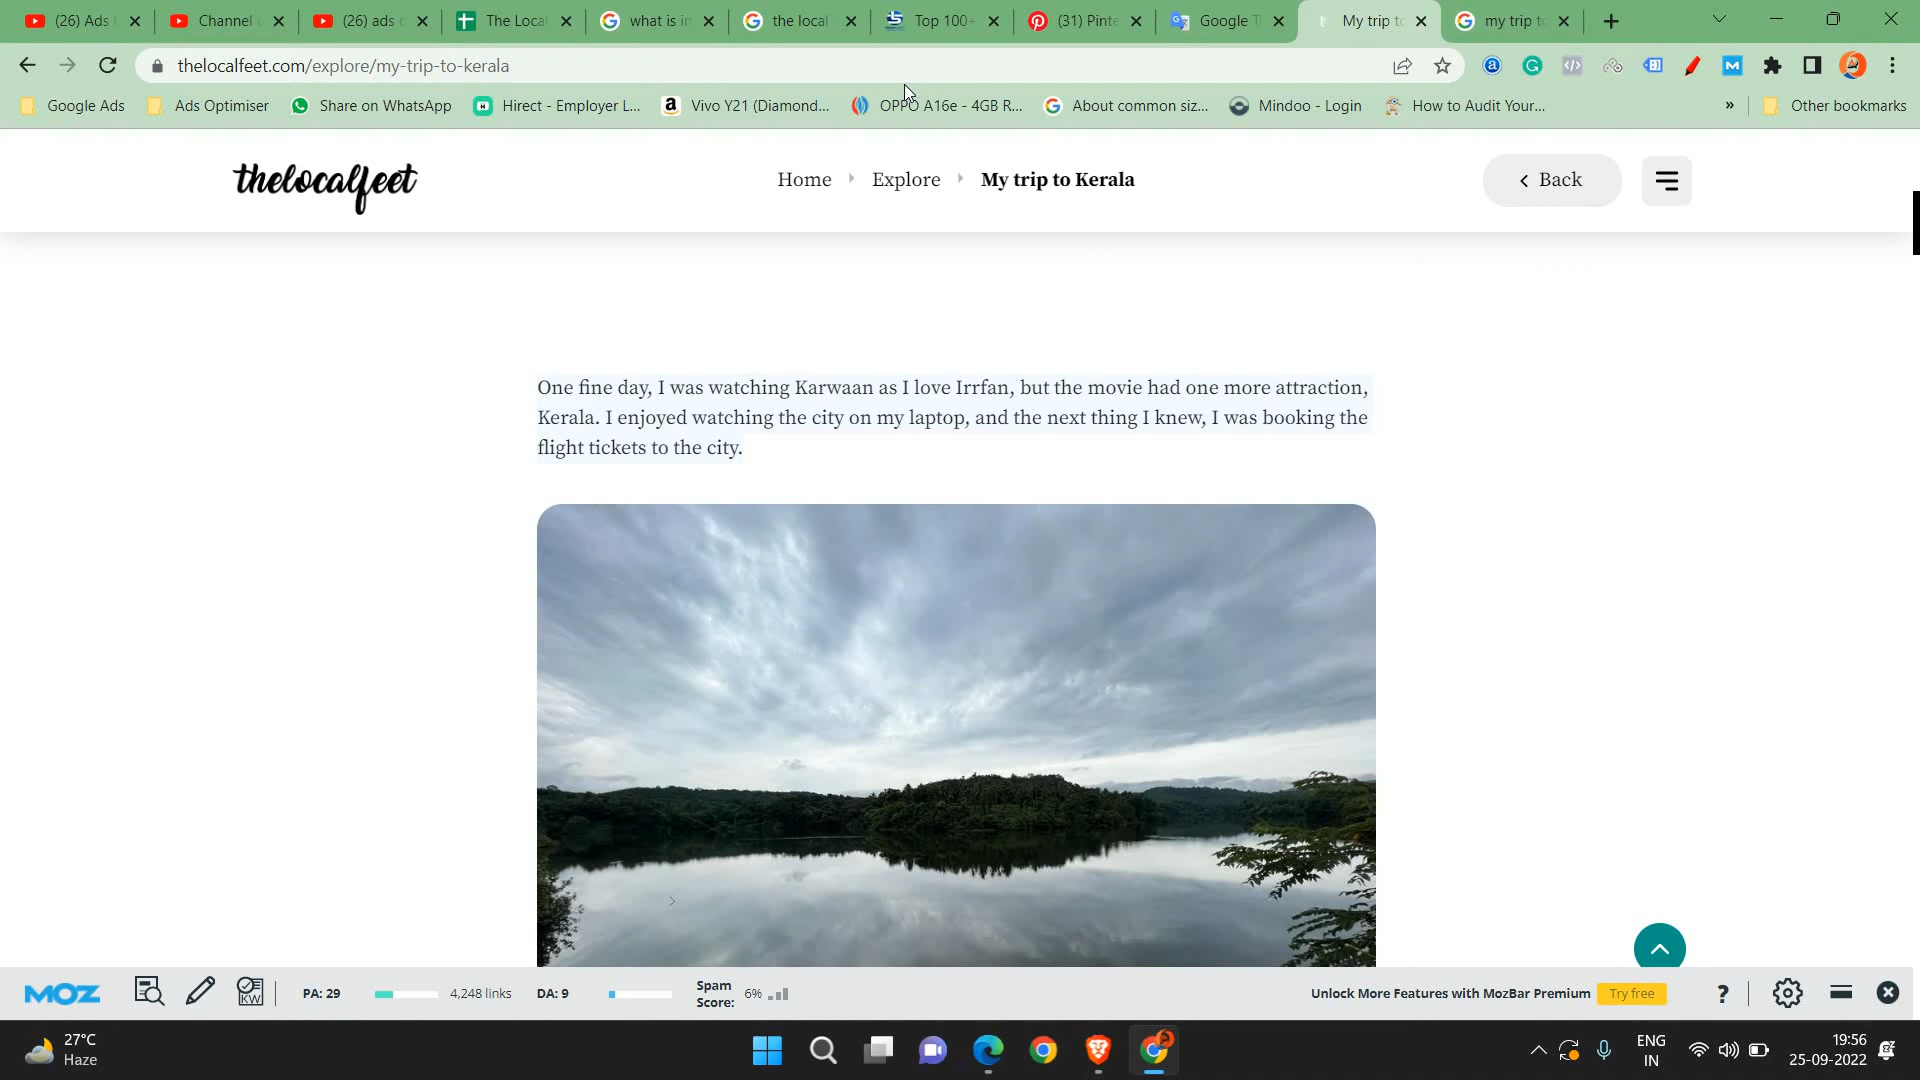 (26) Ads
Channel
(26) ads c
The Local
what is in
the local
Top 100+
(31) Pinte
Google T
My trip to
my trip to
thelocalfeet.com/explore/my-trip-to-kerala
Google Ads
Ads Optimiser
Share on WhatsApp
Hirect - Employer L...
Vivo Y21 (Diamond...
OPPO A16e - 4GB R...
About common siz...
Mindoo - Login
How to Audit Your...
»
Other bookmarks
thelocalfeet
Home
Explore
My trip to Kerala
Back
One fine day, I was watching Karwaan as I love Irrfan, but the movie had one more attraction,
Kerala. I enjoyed watching the city on my laptop, and the next thing I knew, I was booking the
flight tickets to the city.
MOZ
KW
PA: 29
4,248 links
DA: 9
Spam
Score:
6%
Unlock More Features with MozBar Premium
Try free
?
27°C
Haze
ENG
IN
19:56
25-09-2022